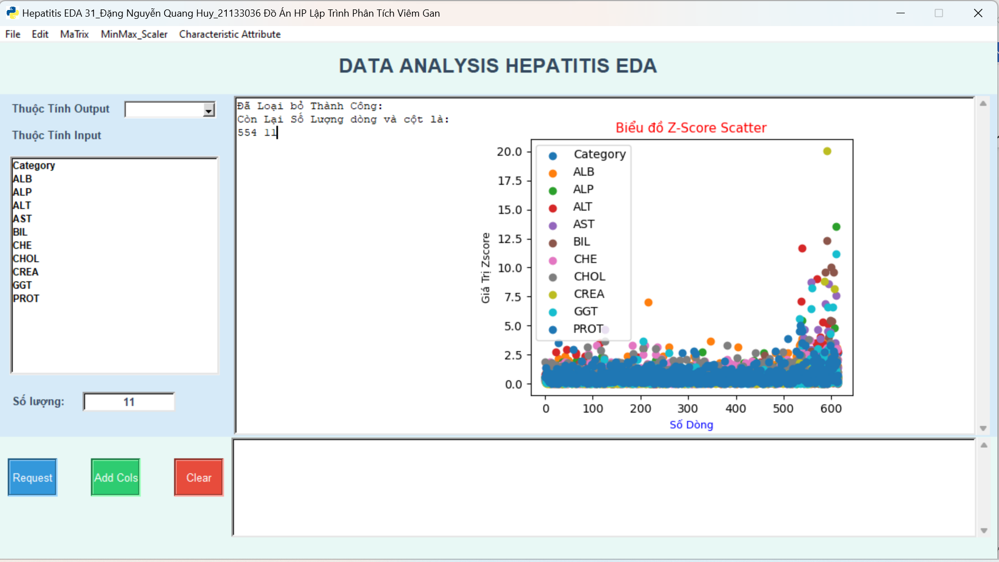 Hepatitis EDA 31_Đặng Nguyễn Quang Huy_21133036 Đồ Án HP Lập Trình Phân Tích Viêm Gan
File Edit MaTrix MinMax_Scaler Characteristic Attribute
DATA ANALYSIS HEPATITIS EDA
Thuộc Tính Output
Thuộc Tính Input
Category
ALB
ALP
ALT
AST
BIL
CHE
CHOL
CREA
GGT
PROT
Số lượng: 11
Request Add Cols Clear
Đã Loại bỏ Thành Công:
Còn Lại Số Lượng dòng và cột là:
554 11
Biểu đồ Z-Score Scatter
Giá Trị Zscore
20.0
17.5
15.0
12.5
10.0
7.5
5.0
2.5
0.0
Category
ALB
ALP
ALT
AST
BIL
CHE
CHOL
CREA
GGT
PROT
0 100 200 300 400 500 600
Số Dòng